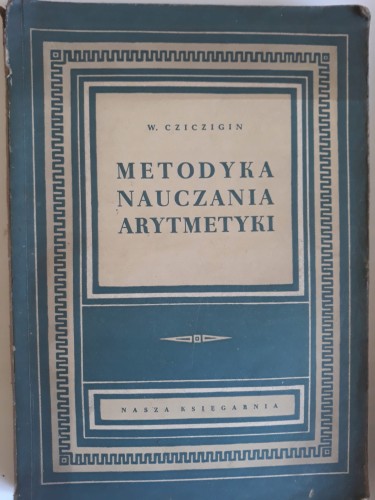 W. CZICZIGIN
METODYKA
NAUCZANIA
ARYTMETYKI
NASZA KSIĘGARNIA